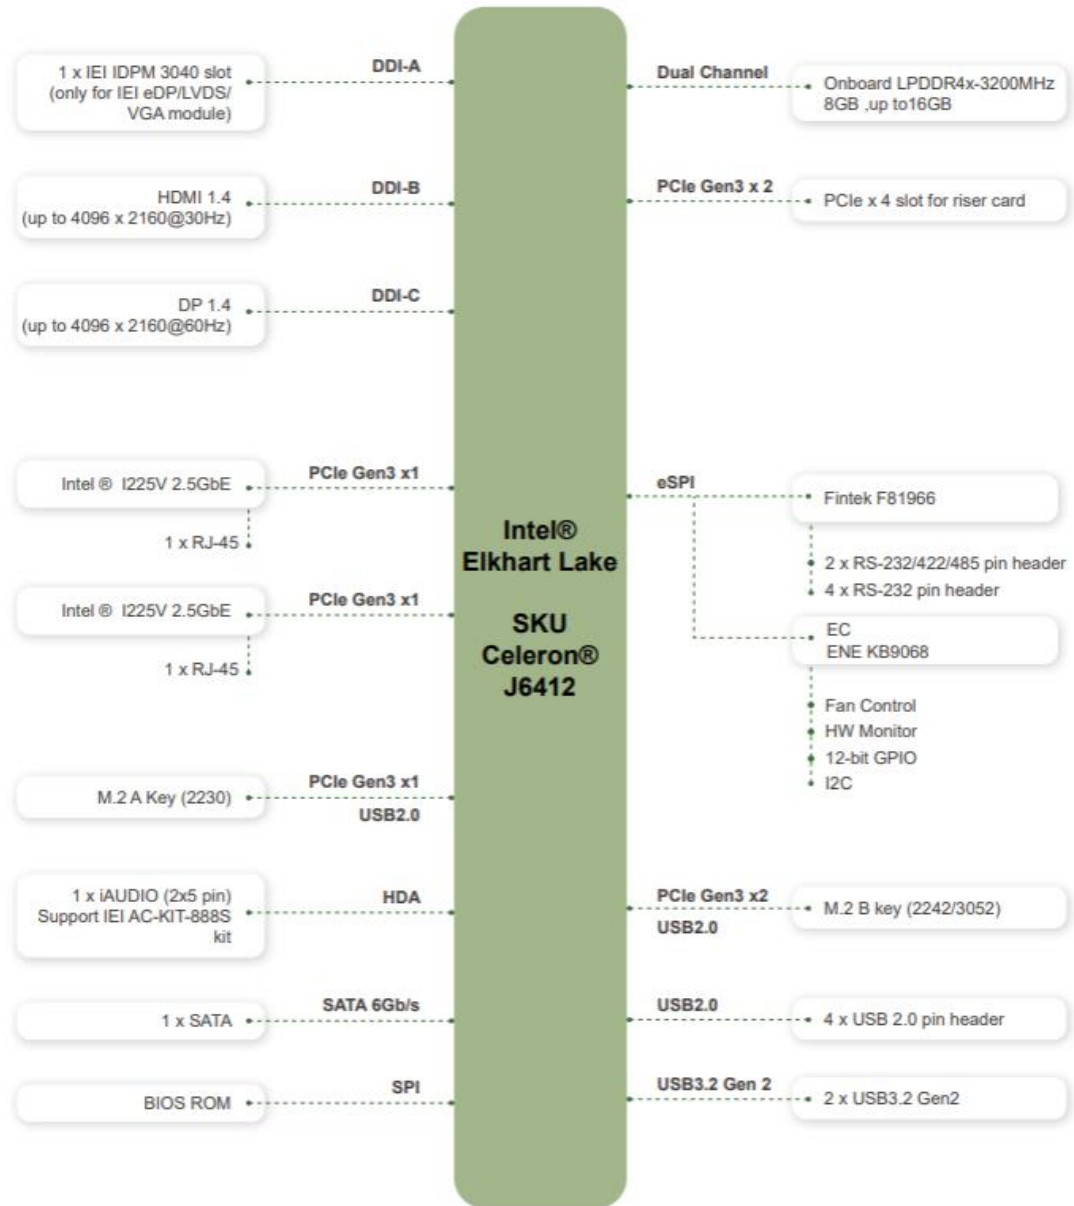 DDI-A
1 x IEI IDPM 3040 slot
(only for IEI eDP/LVDS/
VGA module)
DDI-B
HDMI 1.4
(up to 4096 x 2160@30Hz)
DDI-C
DP 1.4
(up to 4096 x 2160@60Hz)
PCIe Gen3 x1
Intel ® I225V 2.5GbE
1 x RJ-45
PCIe Gen3 x1
Intel ® I225V 2.5GbE
1 x RJ-45
PCIe Gen3 x1
M.2 A Key (2230)
USB2.0
HDA
1 x iAUDIO (2x5 pin)
Support IEI AC-KIT-888S
kit
SATA 6Gb/s
1 x SATA
SPI
BIOS ROM
Intel®
Elkhart Lake
SKU
Celeron®
J6412
Dual Channel
Onboard LPDDR4x-3200MHz
8GB ,up to16GB
PCIe Gen3 x 2
PCIe x 4 slot for riser card
eSPI
Fintek F81966
2 x RS-232/422/485 pin header
4 x RS-232 pin header
EC
ENE KB9068
Fan Control
HW Monitor
12-bit GPIO
I2C
PCIe Gen3 x2
M.2 B key (2242/3052)
USB2.0
USB2.0
4 x USB 2.0 pin header
USB3.2 Gen 2
2 x USB3.2 Gen2